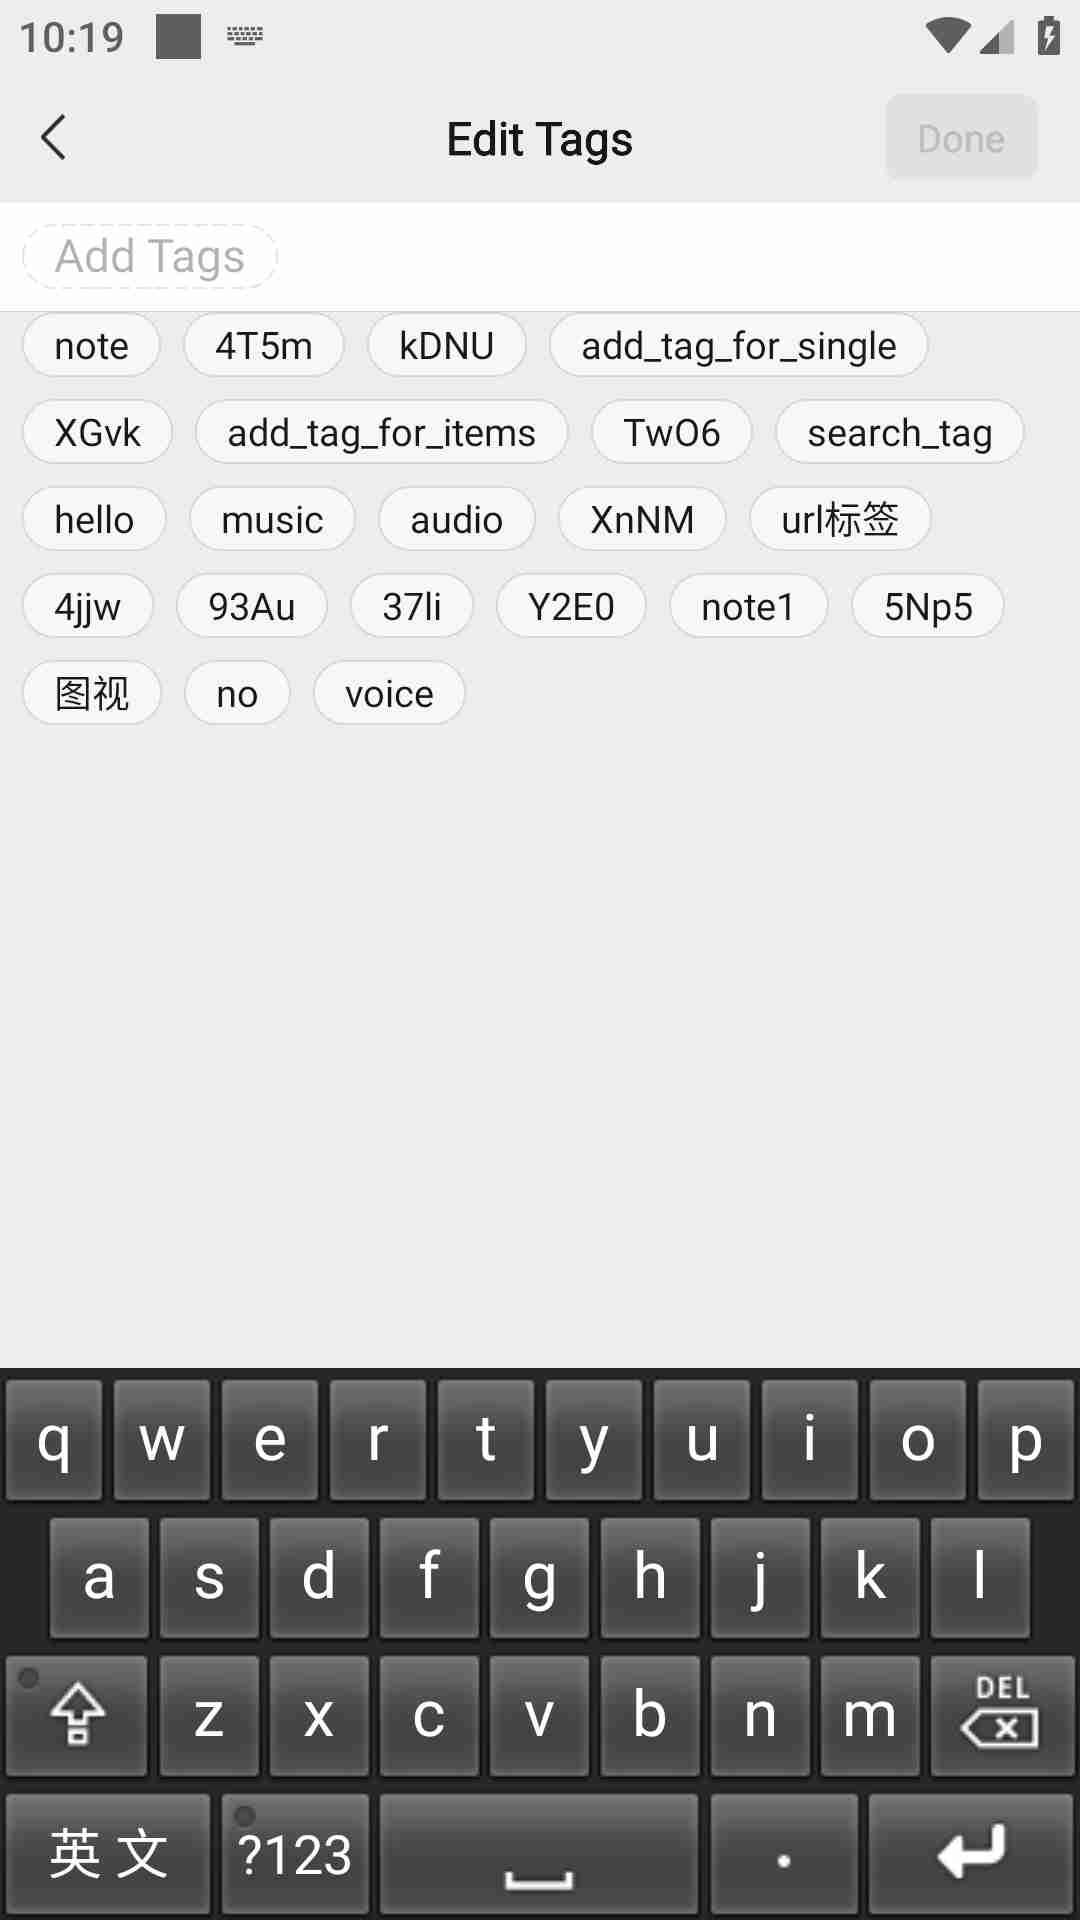 10:19
Edit Tags
Done
Add Tags
note 4T5m kDNU add_tag_for_single
XGvk add_tag_for_items TwO6 search_tag
hello music audio XnNM url标签
4jjw 93Au 37li Y2E0 note1 5Np5
图视 no voice
q w e r t y u i o p
a s d f g h j k l
z x c v b n m DEL
英文 ?123 .